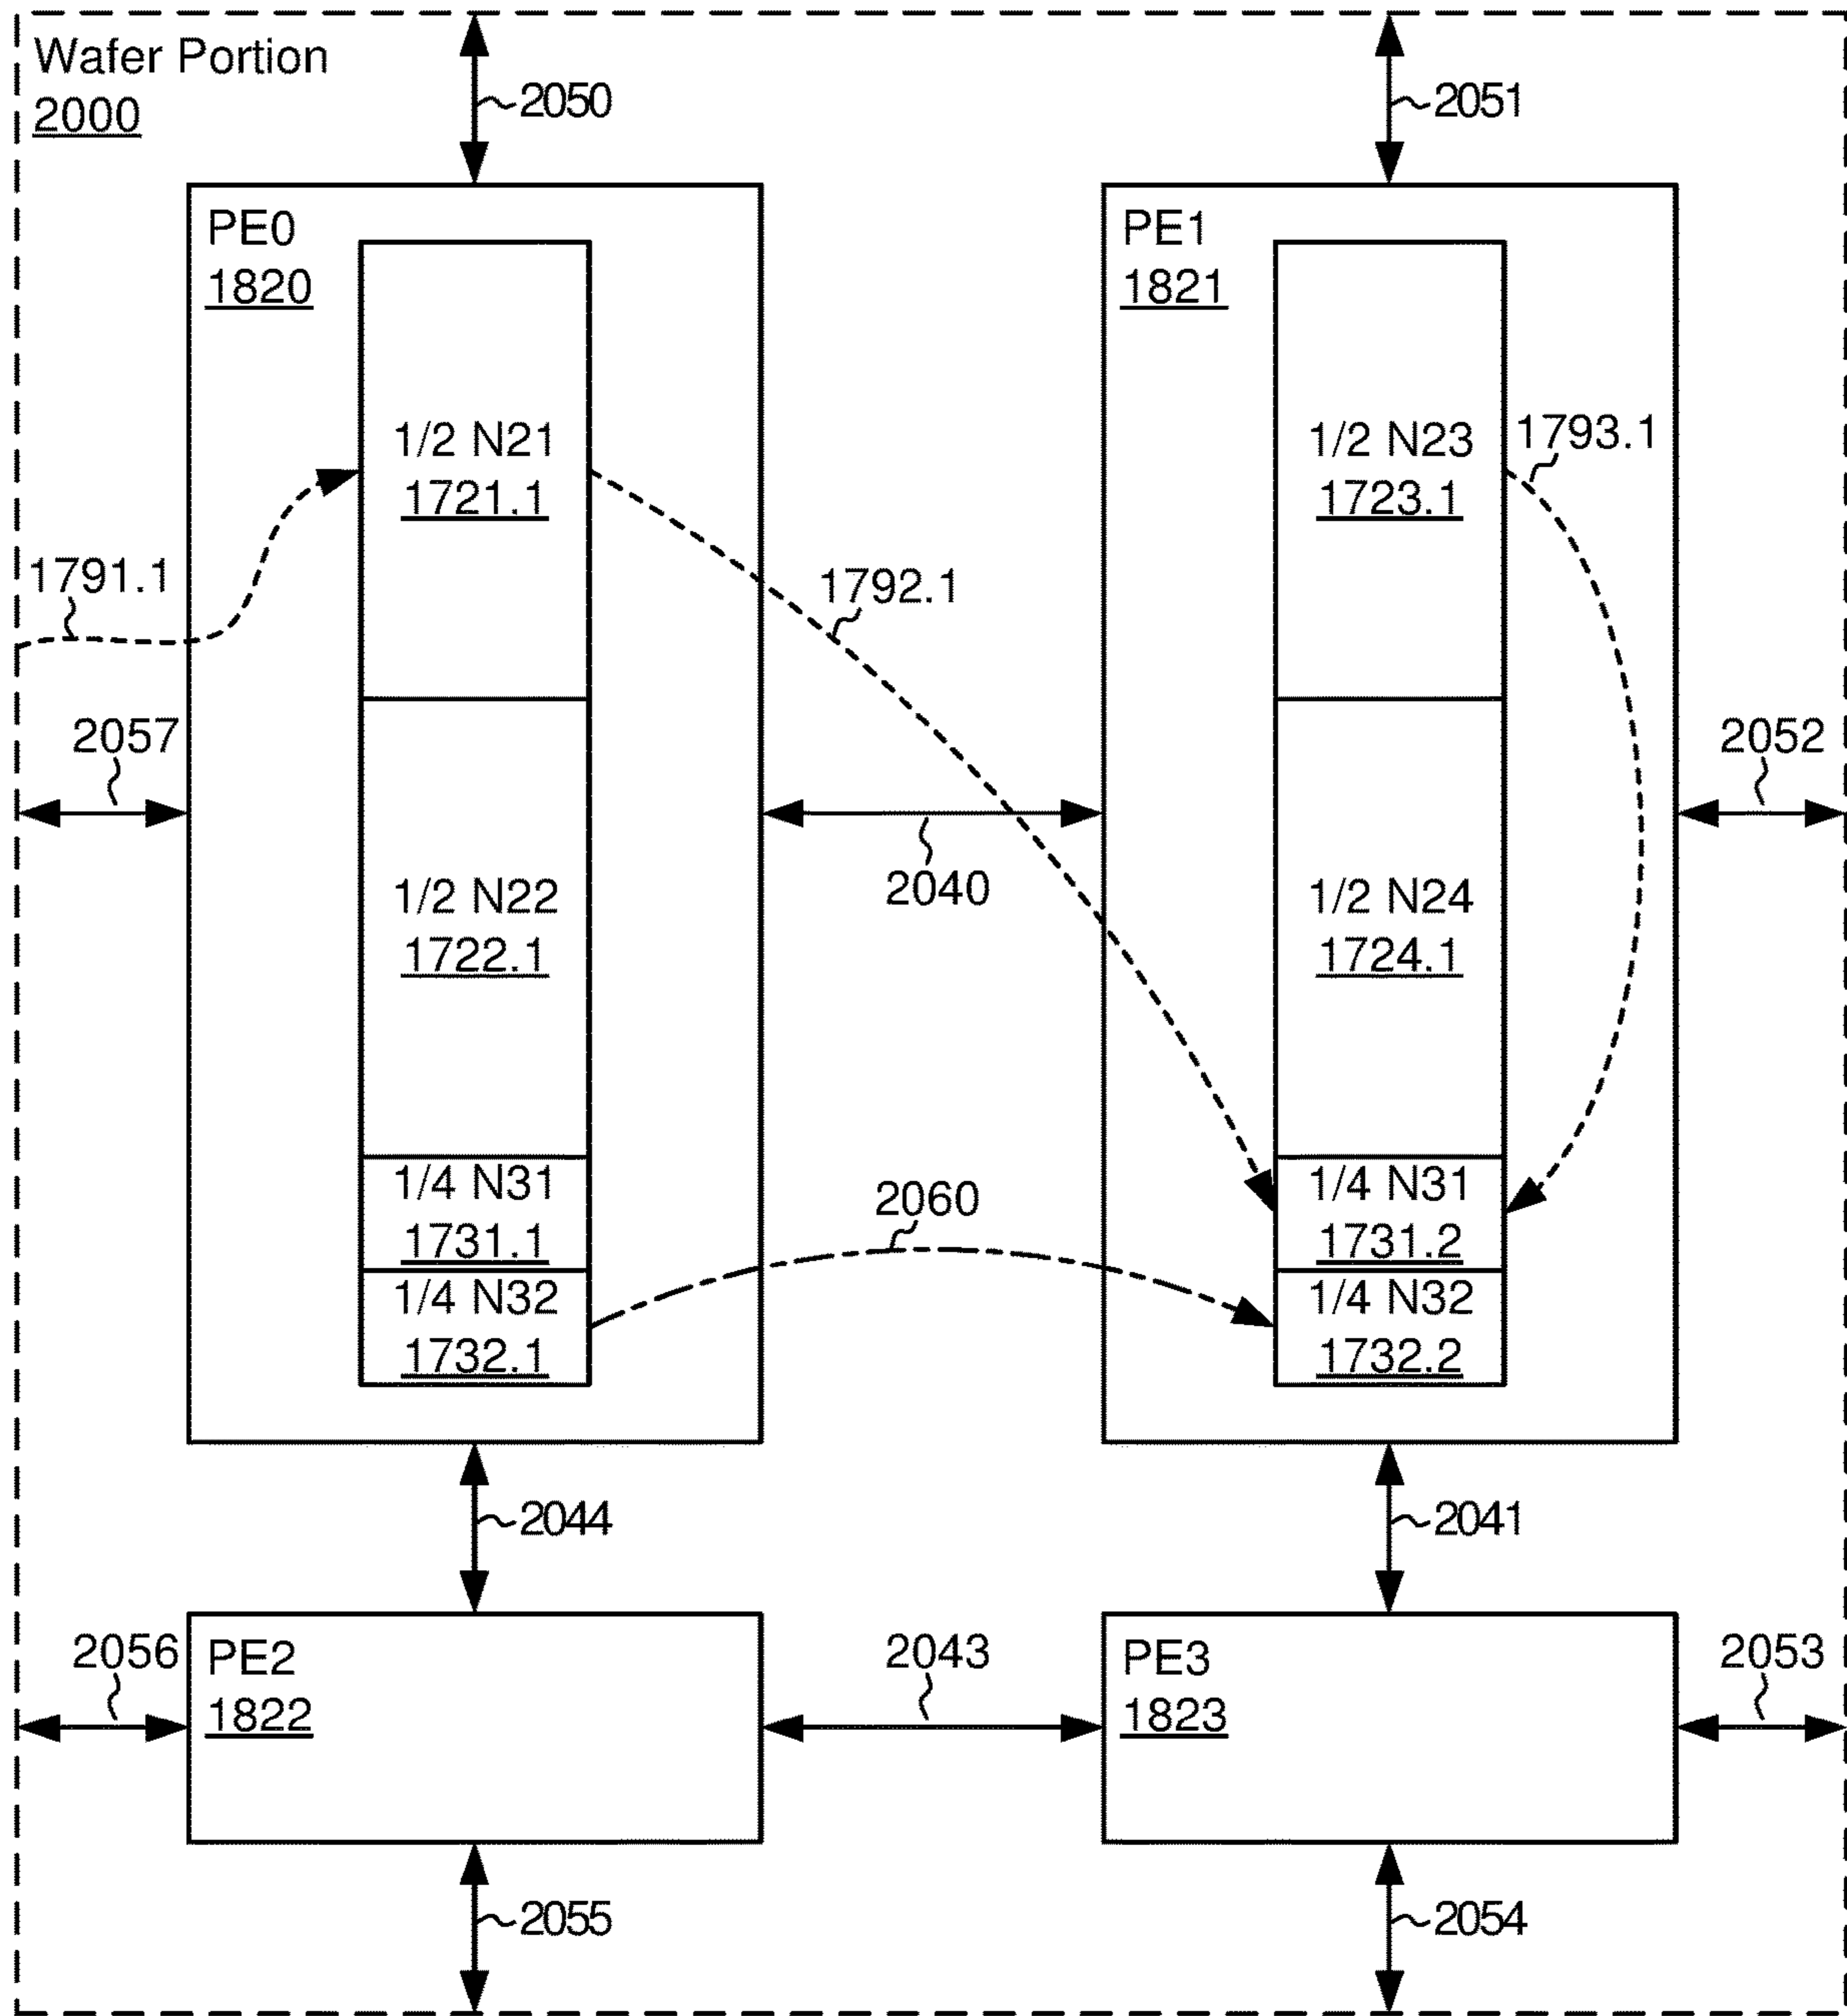 Wafer Portion
2000
2050
2051
PE0
1820
PE1
1821
1/2 N21
1721.1
1/2 N23
1723.1
1793.1
1791.1
1792.1
2057
2052
2040
1/2 N22
1722.1
1/2 N24
1724.1
1/4 N31
1731.1
2060
1/4 N31
1731.2
1/4 N32
1732.1
1/4 N32
1732.2
2044
2041
2056
PE2
1822
2043
PE3
1823
2053
2055
2054